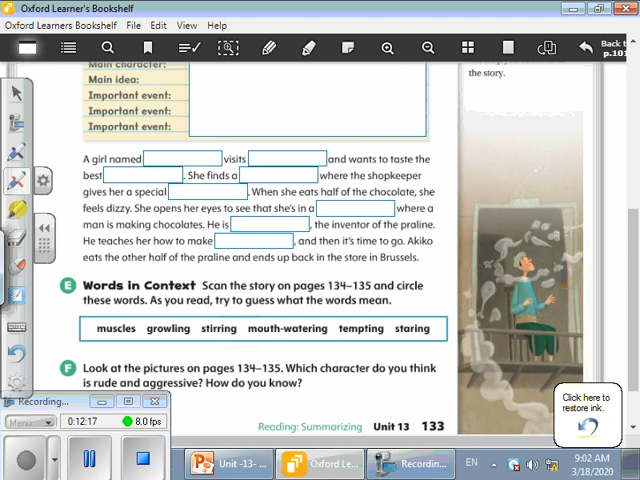 Oxford Learner's Bookshelf
Oxford Learners Bookshelf File Edit View
Back t
p.101
Main character:
Main idea:
Important event:
Important event:
Important event:
the story.
A girl named visits and wants to taste the
best . She finds a where the shopkeeper
gives her a special . When she eats half of the chocolate, she
feels dizzy. She opens her eyes to see that she's in a where a
man is making chocolates. He is , the inventor of the praline.
He teaches her how to make , and then it's time to go. Akiko
eats the other half of the praline and ends up back in the store in Brussels.
E Words in Context Scan the story on pages 134–135 and circle
these words. As you read, try to guess what the words mean.
muscles growling stirring mouth-watering tempting staring
F Look at the pictures on pages 134–135. Which character do you think
is rude and aggressive? How do you know?
Reading: Summarizing Unit 13 133
Click here to
restore ink.
Recording...
Menu
0:12:17
8.0 fps
Unit -13- ...
Oxford Le...
Recordin...
EN
9:02 AM
3/18/2020